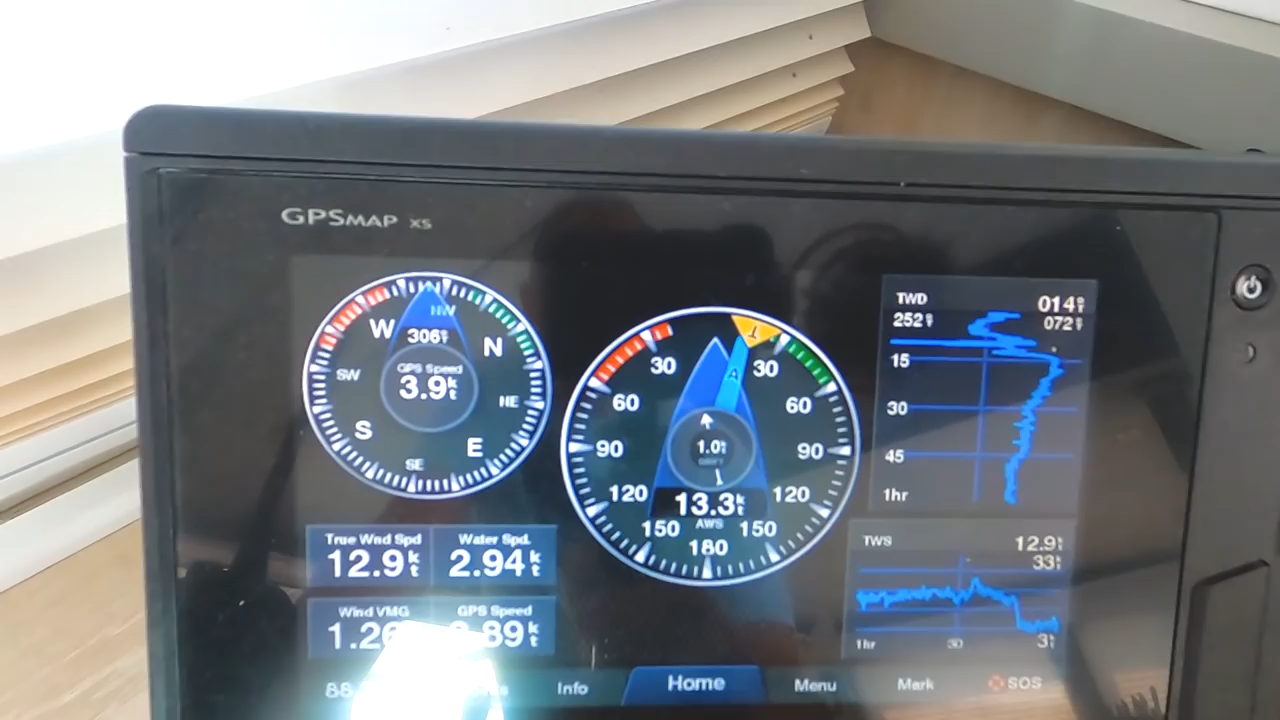 GPSMAP XS
NW
W
306°
N
GPS Speed
3.9kt
SW
NE
S
E
SE
True Wnd Spd
12.9kt
Water Spd.
2.94kt
Wind VMG
GPS Speed
T
30
A
30
60
60
90
1.0kt
90
120
13.3kt
120
150
AWS
150
180
TWD
014°
252°
072°
15
30
45
1hr
TWS
12.9kt
33kt
1hr
30
3kt
Info
Home
Menu
Mark
SOS